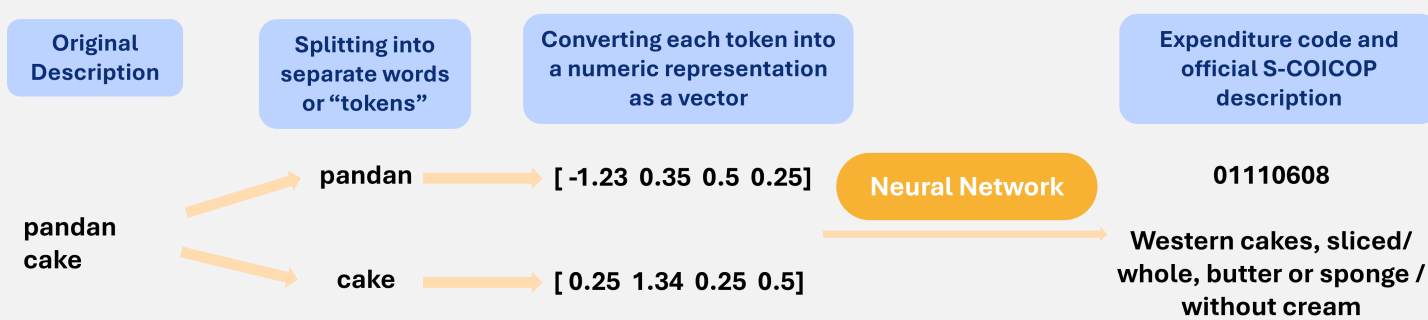 Original
Description
Splitting into
separate words
or “tokens”
Converting each token into
a numeric representation
as a vector
Expenditure code and
official S-COICOP
description
pandan
cake
pandan
[ -1.23 0.35 0.5 0.25]
cake
[ 0.25 1.34 0.25 0.5]
Neural Network
01110608
Western cakes, sliced/
whole, butter or sponge /
without cream